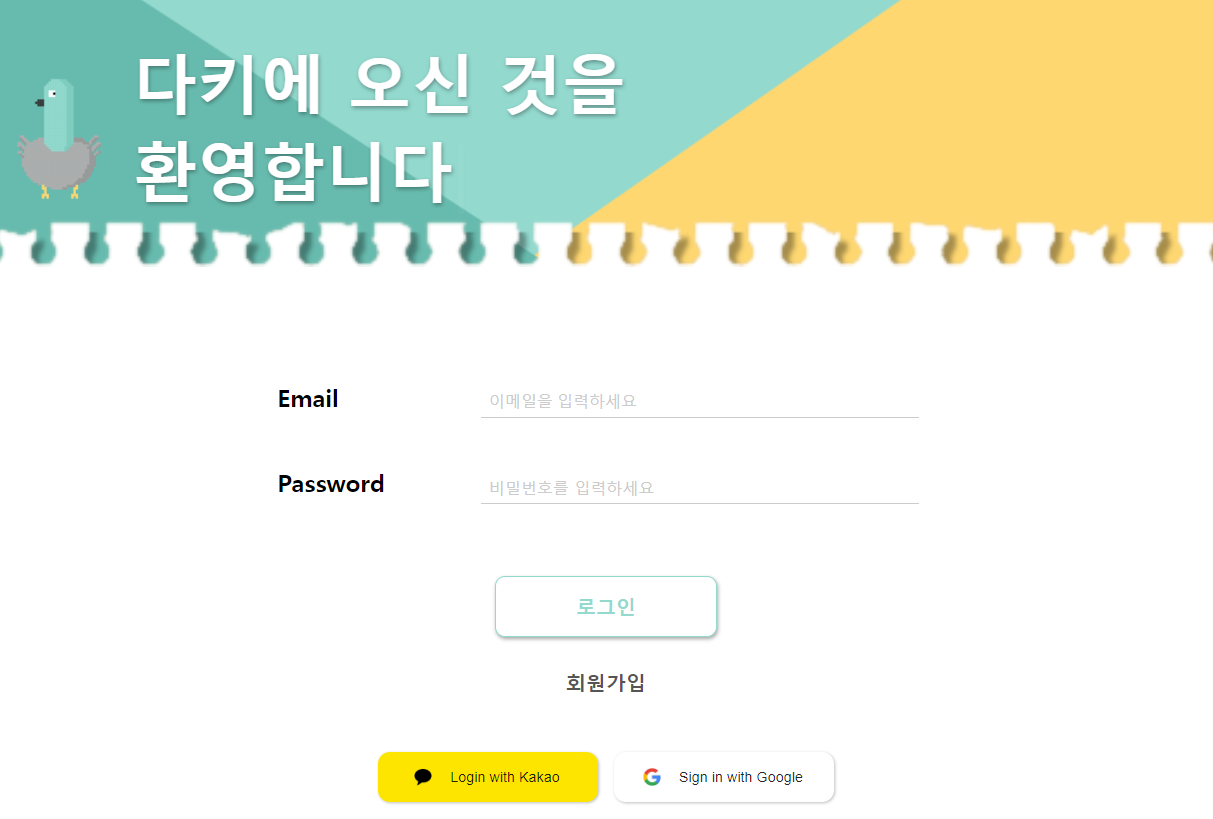 다키에 오신 것을
환영합니다
Email
이메일을 입력하세요
Password
비밀번호를 입력하세요
로그인
회원가입
Login with Kakao
Sign in with Google